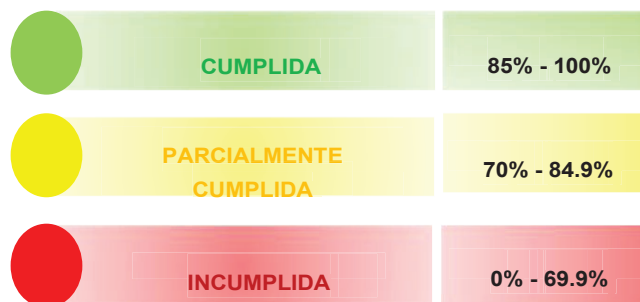 CUMPLIDA
85% - 100%
PARCIALMENTE
CUMPLIDA
70% - 84.9%
INCUMPLIDA
0% - 69.9%